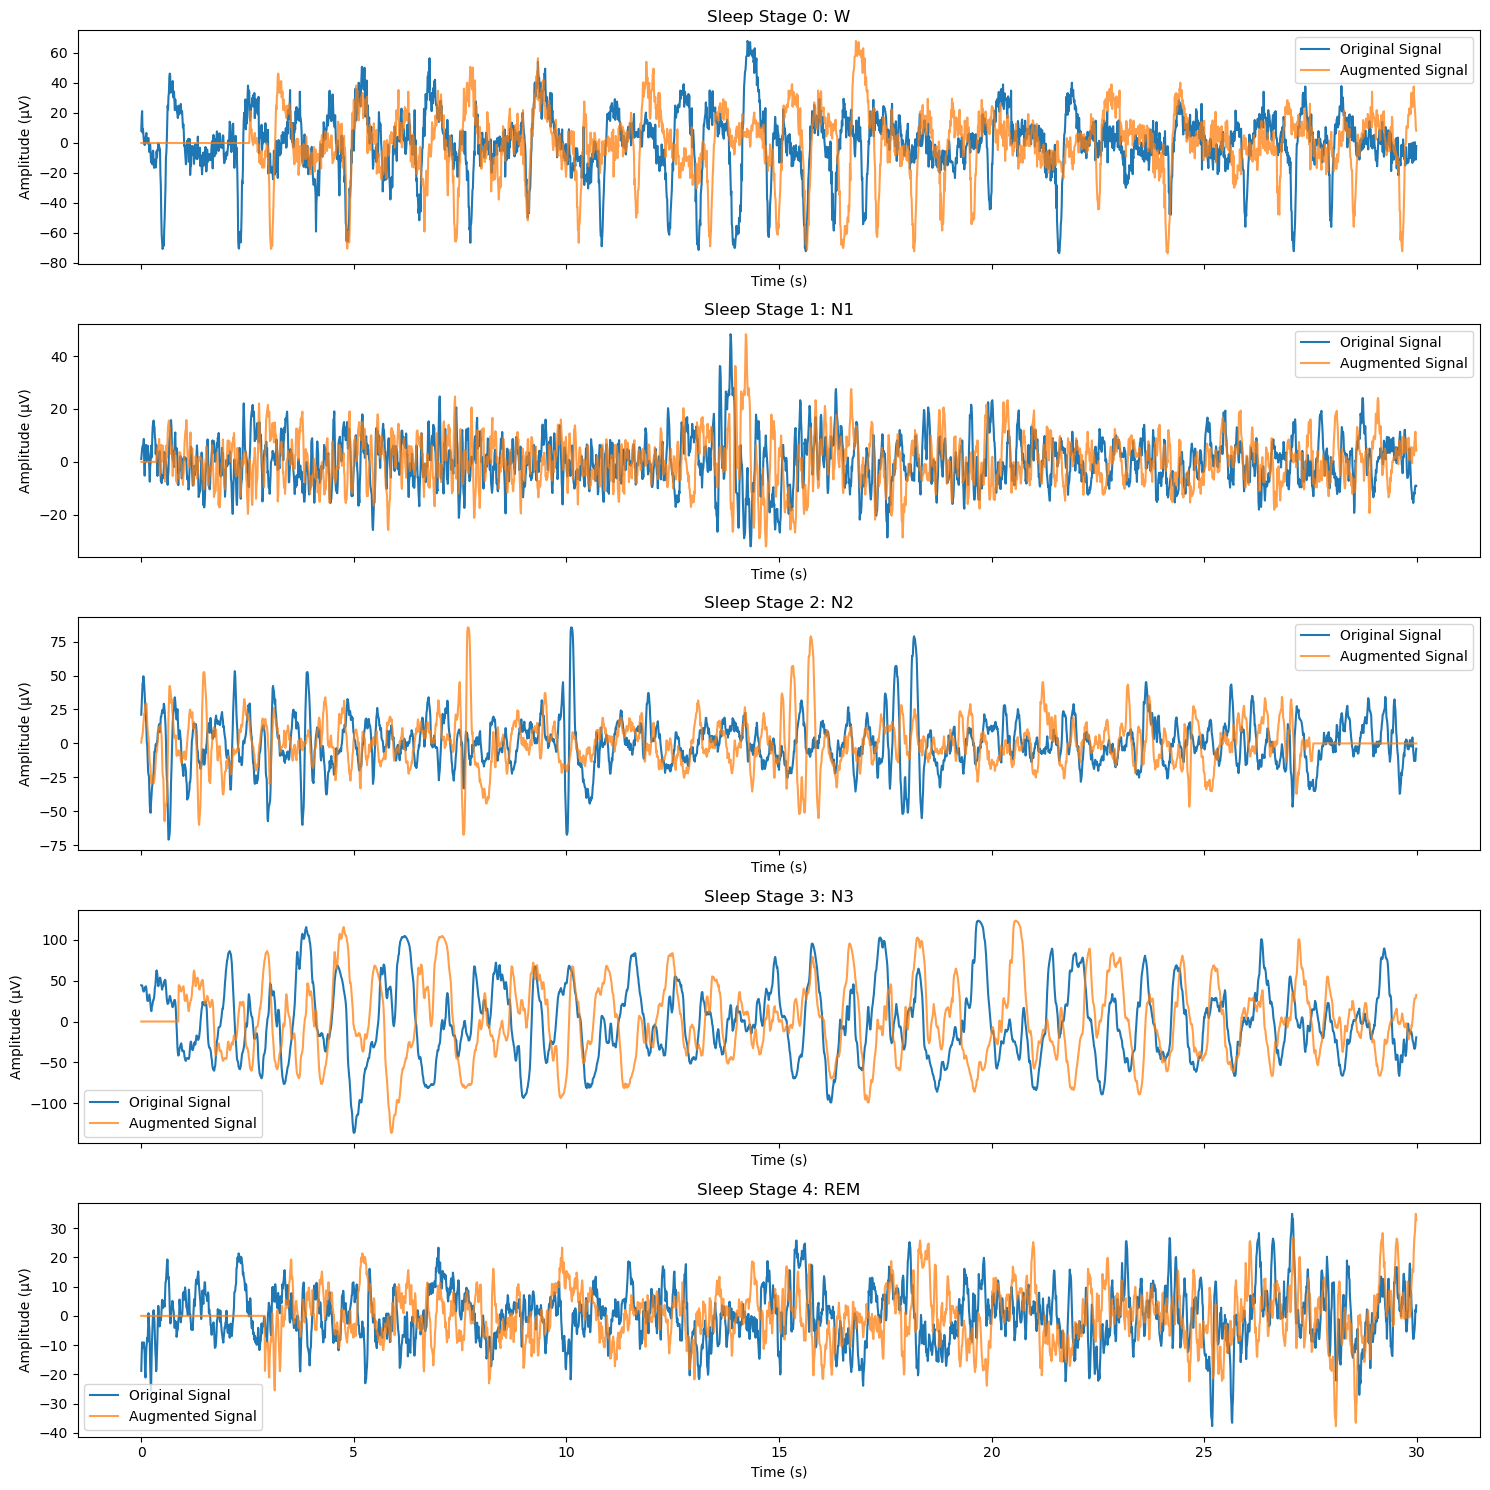 Sleep Stage 0: W
60
40
20
0
−20
−40
−60
−80
Amplitude (µV)
Original Signal
Augmented Signal
Time (s)
Sleep Stage 1: N1
40
20
0
−20
Amplitude (µV)
Original Signal
Augmented Signal
Time (s)
Sleep Stage 2: N2
75
50
25
0
−25
−50
−75
Amplitude (µV)
Original Signal
Augmented Signal
Time (s)
Sleep Stage 3: N3
100
50
0
−50
−100
Amplitude (µV)
Original Signal
Augmented Signal
Time (s)
Sleep Stage 4: REM
30
20
10
0
−10
−20
−30
−40
Amplitude (µV)
Original Signal
Augmented Signal
0 5 10 15 20 25 30
Time (s)